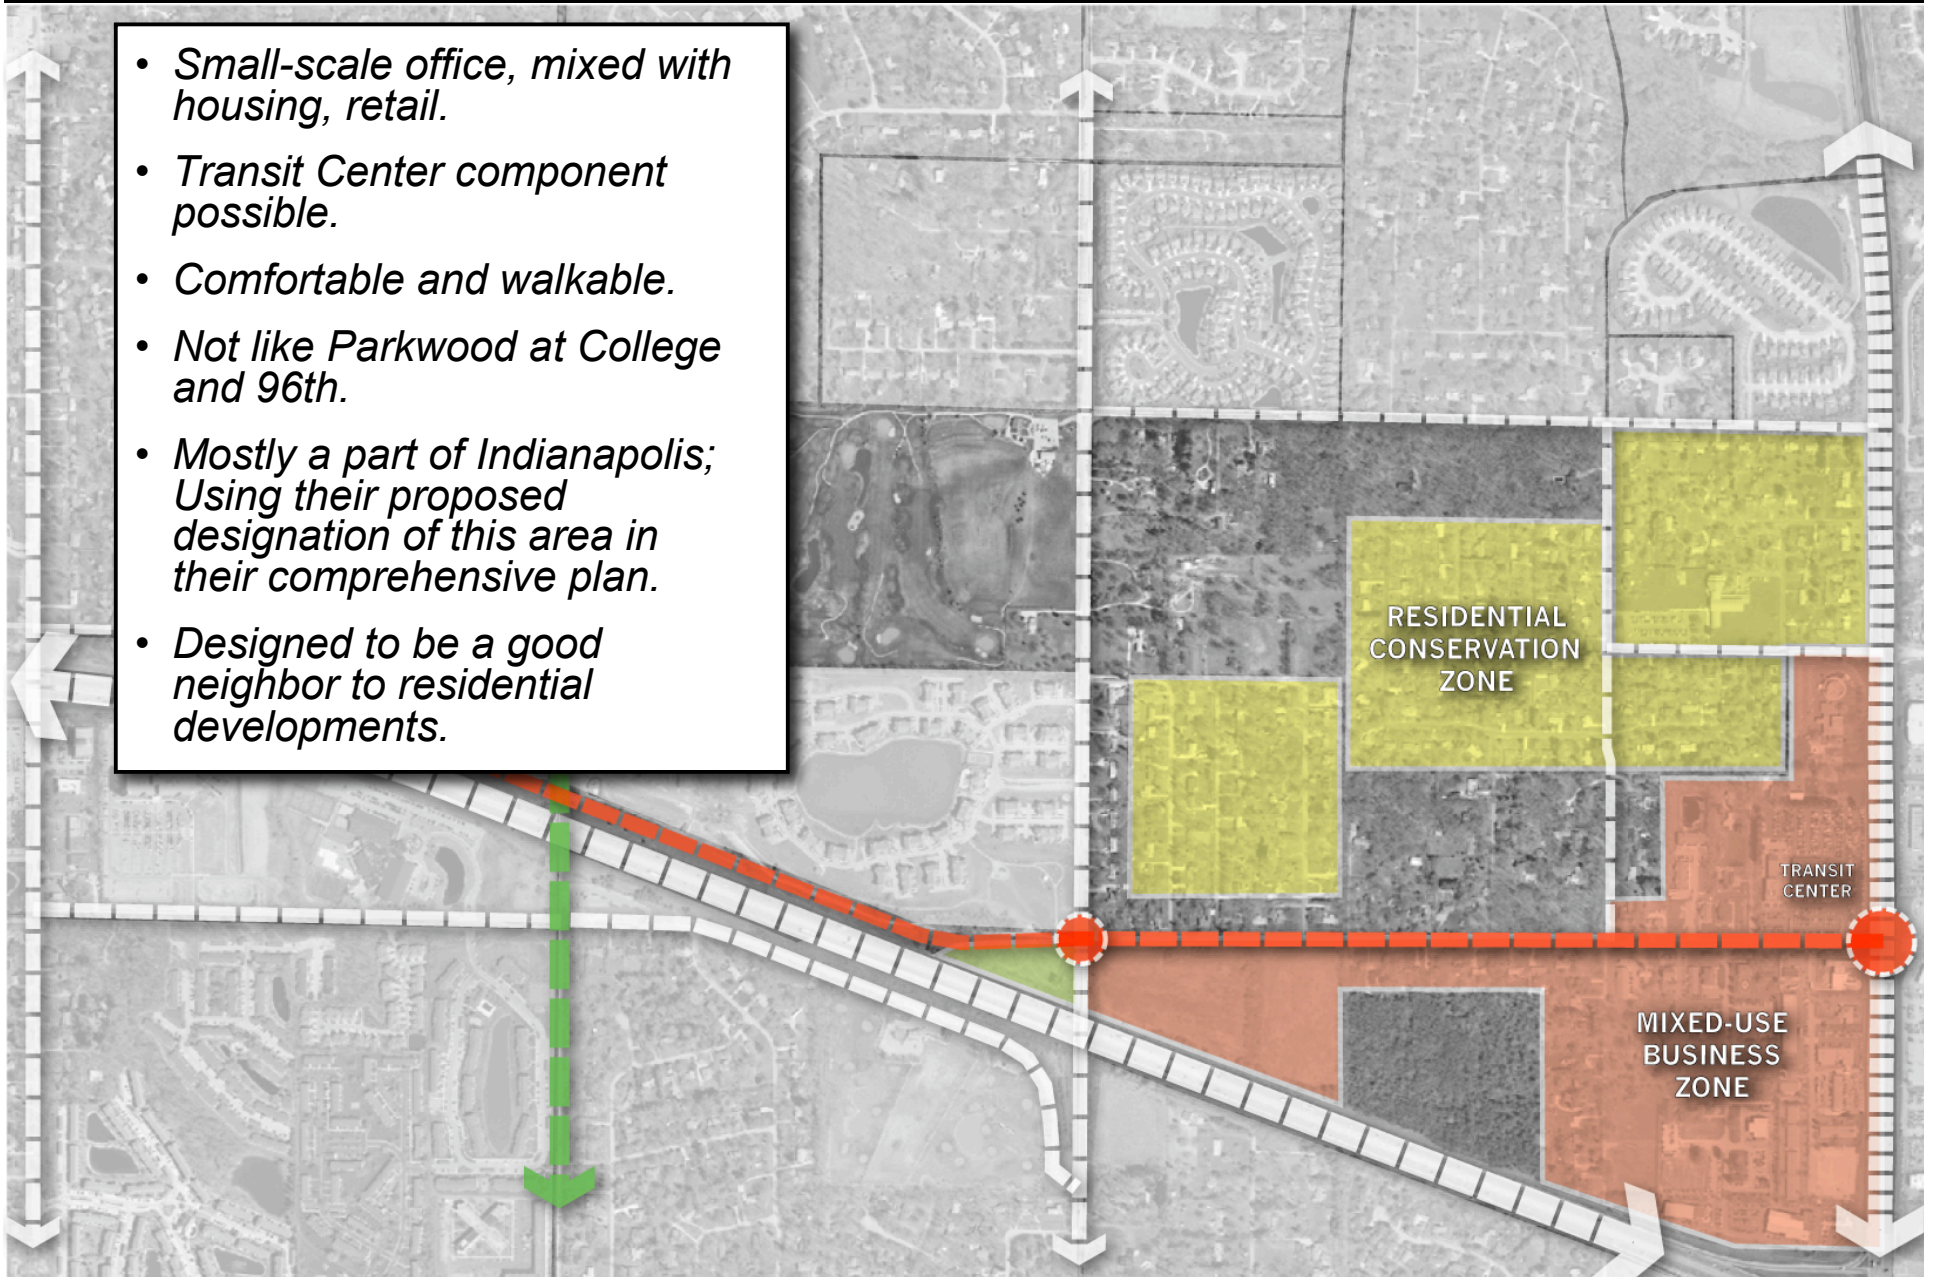 • Small-scale office, mixed with
housing, retail.
• Transit Center component
possible.
• Comfortable and walkable.
• Not like Parkwood at College
and 96th.
• Mostly a part of Indianapolis;
Using their proposed
designation of this area in
their comprehensive plan.
• Designed to be a good
neighbor to residential
developments.
RESIDENTIAL
CONSERVATION
ZONE
TRANSIT
CENTER
MIXED-USE
BUSINESS
ZONE